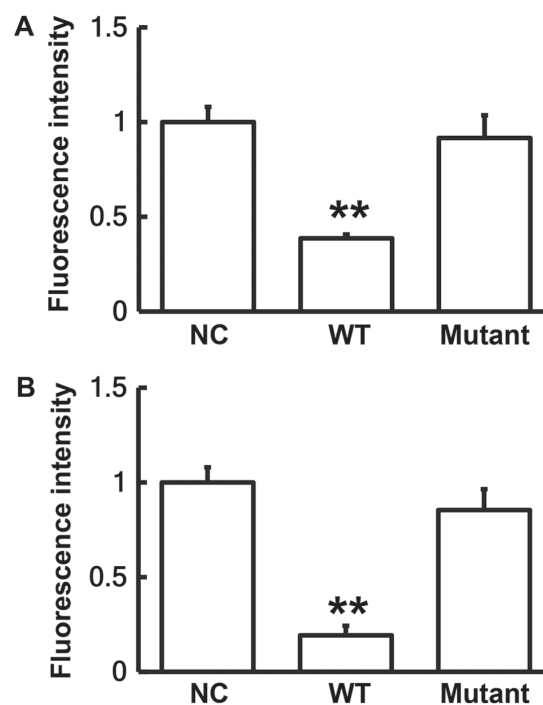 A
Fluorescence intensity
1.5
1
0.5
0
**
NC WT Mutant
B
Fluorescence intensity
1.5
1
0.5
0
**
NC WT Mutant